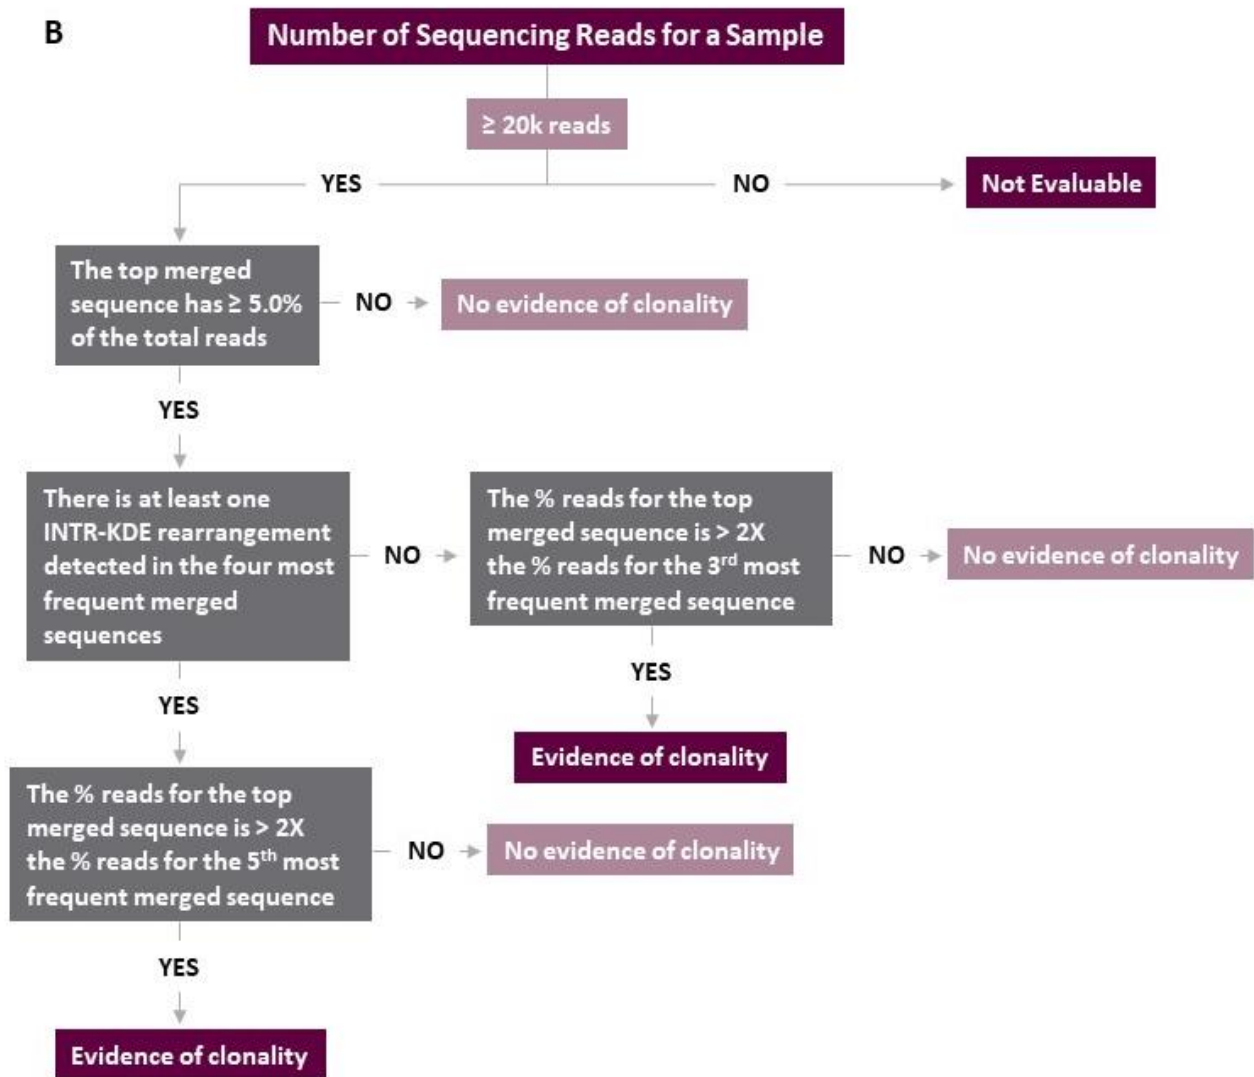 B
Number of Sequencing Reads for a Sample
≥ 20k reads
YES
NO
Not Evaluable
The top merged
sequence has ≥ 5.0%
of the total reads
NO
No evidence of clonality
YES
There is at least one
INTR-KDE rearrangement
detected in the four most
frequent merged
sequences
NO
The % reads for the top
merged sequence is > 2X
the % reads for the 3rd most
frequent merged sequence
NO
No evidence of clonality
YES
Evidence of clonality
YES
The % reads for the top
merged sequence is > 2X
the % reads for the 5th most
frequent merged sequence
NO
No evidence of clonality
YES
Evidence of clonality